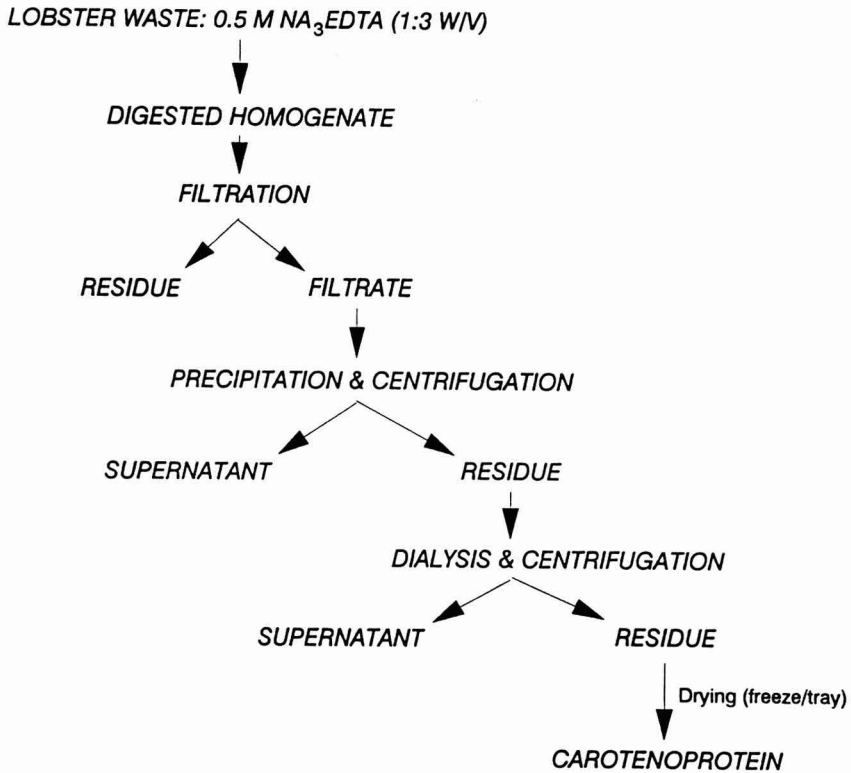 LOBSTER WASTE: 0.5 M NA₃EDTA (1:3 W/V)
DIGESTED HOMOGENATE
FILTRATION
RESIDUE FILTRATE
PRECIPITATION & CENTRIFUGATION
SUPERNATANT RESIDUE
DIALYSIS & CENTRIFUGATION
SUPERNATANT RESIDUE
Drying (freeze/tray)
CAROTENOPROTEIN